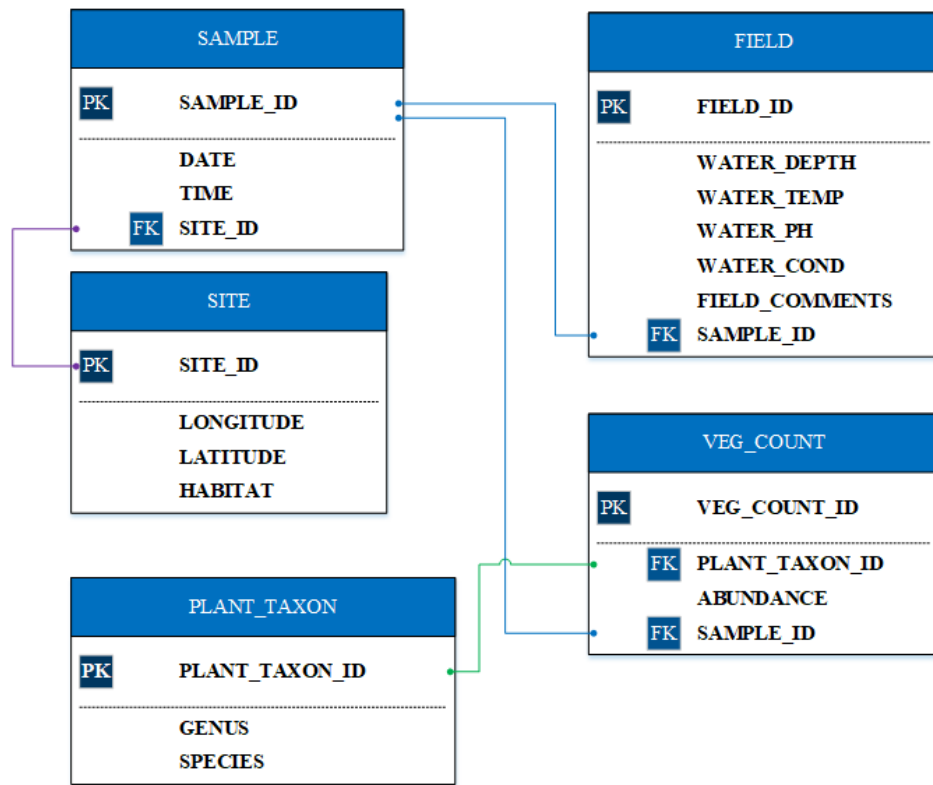 SAMPLE
PK SAMPLE_ID
DATE
TIME
FK SITE_ID
SITE
PK SITE_ID
LONGITUDE
LATITUDE
HABITAT
PLANT_TAXON
PK PLANT_TAXON_ID
GENUS
SPECIES
FIELD
PK FIELD_ID
WATER_DEPTH
WATER_TEMP
WATER_PH
WATER_COND
FIELD_COMMENTS
FK SAMPLE_ID
VEG_COUNT
PK VEG_COUNT_ID
FK PLANT_TAXON_ID
ABUNDANCE
FK SAMPLE_ID